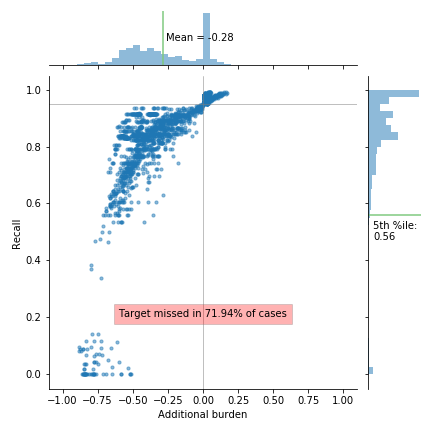 Mean = -0.28
1.0
0.8
0.6
0.4
0.2
0.0
Recall
5th %ile:
0.56
Target missed in 71.94% of cases
−1.00 −0.75 −0.50 −0.25 0.00 0.25 0.50 0.75 1.00
Additional burden